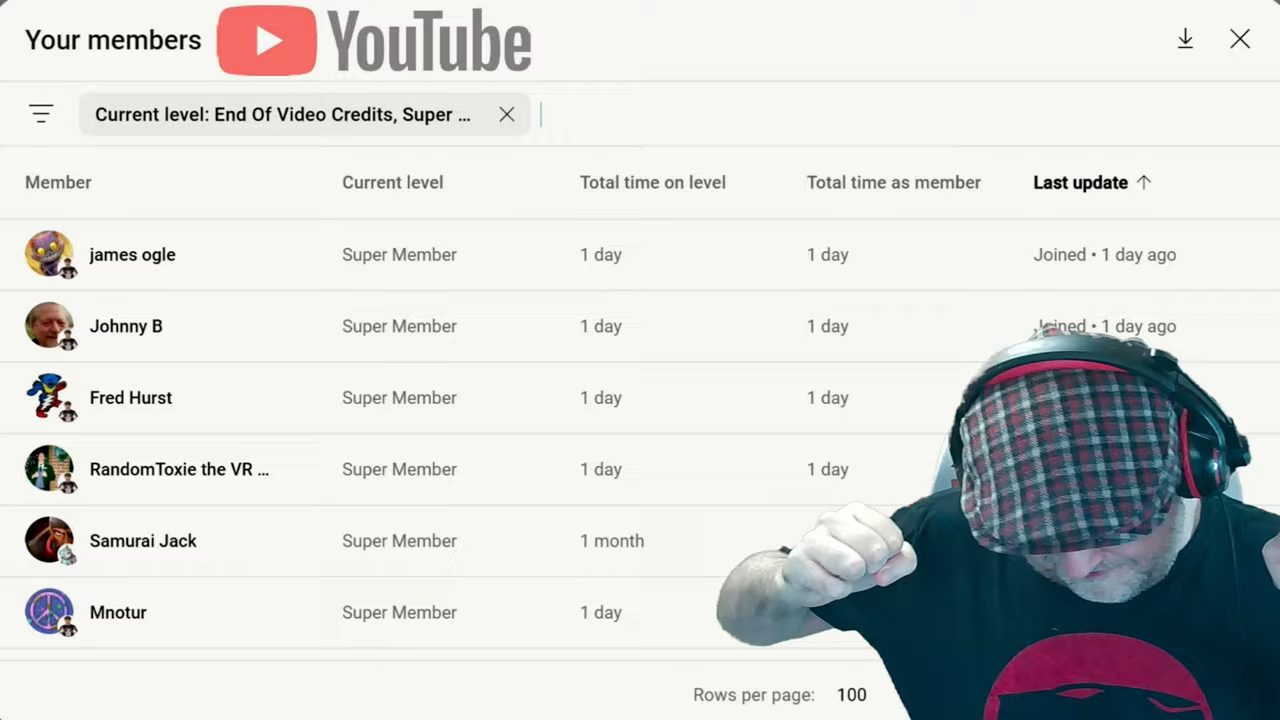 Your members YouTube
Current level: End Of Video Credits, Super ...
Member Current level Total time on level Total time as member Last update
james ogle Super Member 1 day 1 day Joined • 1 day ago
Johnny B Super Member 1 day 1 day Joined • 1 day ago
Fred Hurst Super Member 1 day 1 day
RandomToxie the VR ... Super Member 1 day 1 day
Samurai Jack Super Member 1 month
Mnotur Super Member 1 day
Rows per page: 100